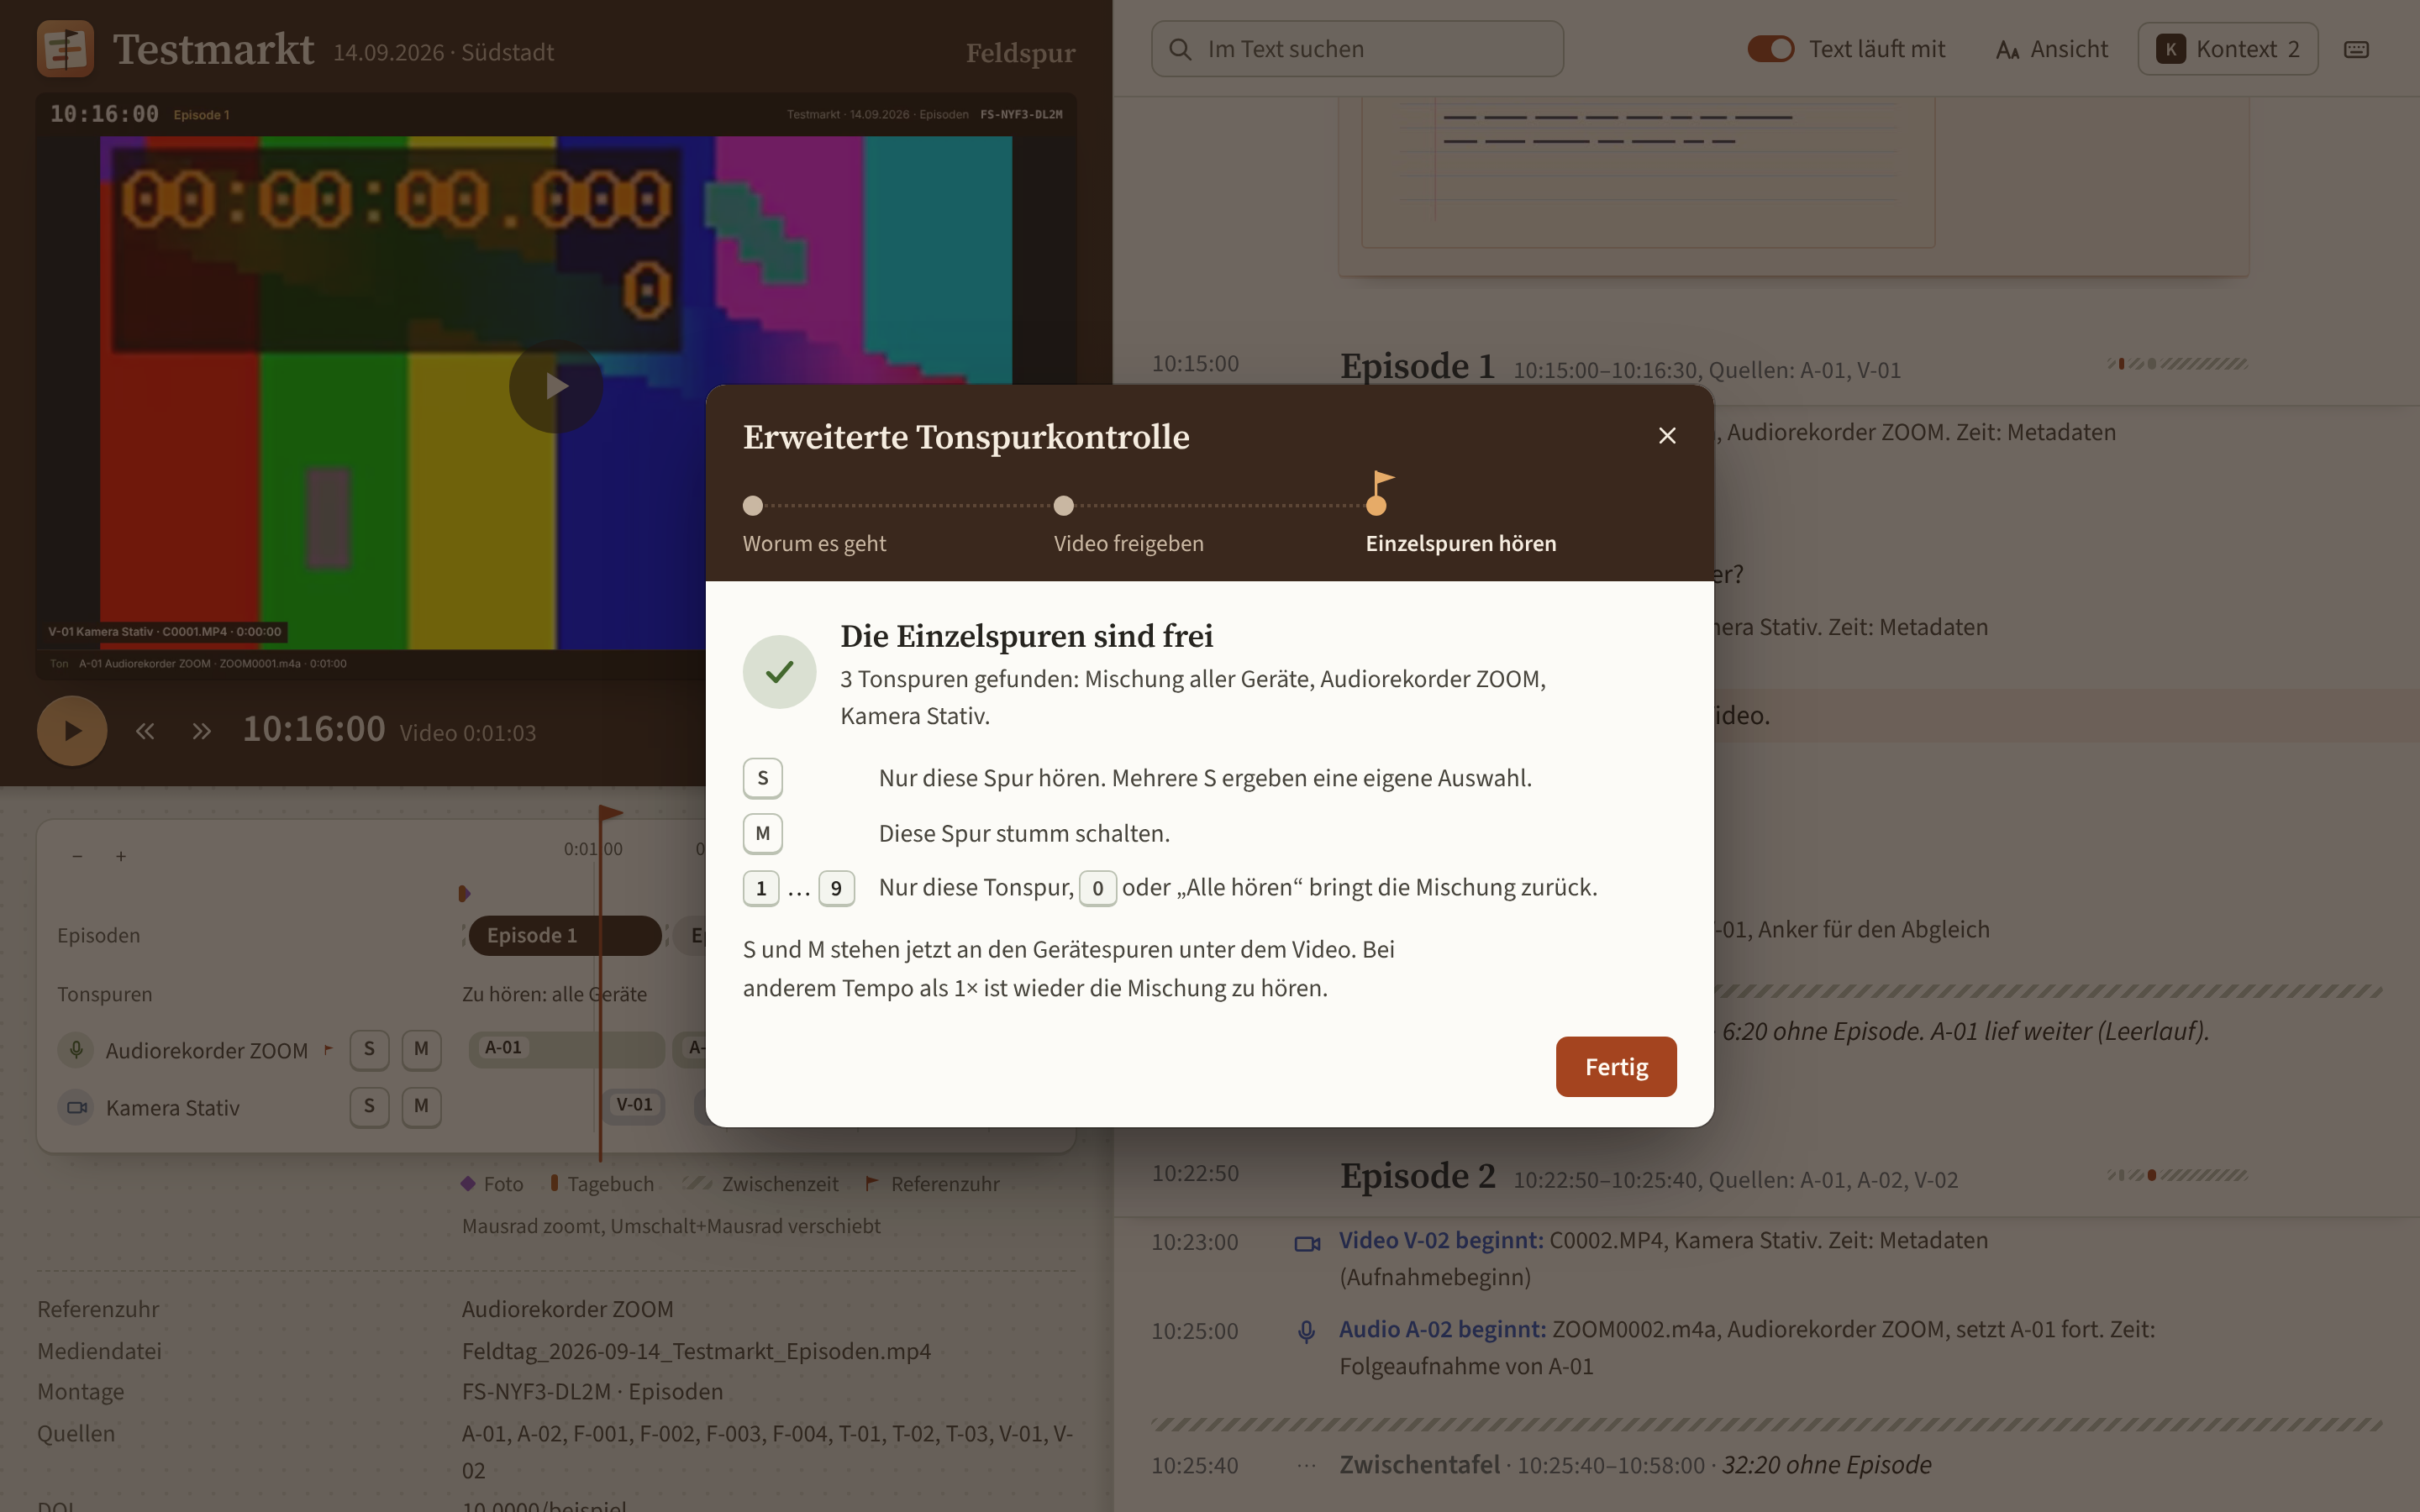 Testmarkt 14.09.2026 · Südstadt
Feldspur
10:16:00 Episode 1
Testmarkt · 14.09.2026 · Episoden FS-NYF3-DL2M
00:00:00.000
0
V-01 Kamera Stativ · C0001.MP4 · 0:00:00
Ton A-01 Audiorekorder ZOOM · ZOOM0001.m4a · 0:01:00
10:16:00 Video 0:01:03
− +
0:01:00
Episoden
Episode 1
Tonspuren
Zu hören: alle Geräte
Audiorekorder ZOOM S M
A-01
Kamera Stativ S M
V-01
Foto Tagebuch Zwischenzeit Referenzuhr
Mausrad zoomt, Umschalt+Mausrad verschiebt
Referenzuhr Audiorekorder ZOOM
Mediendatei Feldtag_2026-09-14_Testmarkt_Episoden.mp4
Montage FS-NYF3-DL2M · Episoden
Quellen A-01, A-02, F-001, F-002, F-003, F-004, T-01, T-02, T-03, V-01, V-
02
DOI 10.0000/beispiel
Im Text suchen
Text läuft mit
Ansicht
K Kontext 2
10:15:00 Episode 1 10:15:00–10:16:30, Quellen: A-01, V-01
, Audiorekorder ZOOM. Zeit: Metadaten
er?
nera Stativ. Zeit: Metadaten
ideo.
-01, Anker für den Abgleich
6:20 ohne Episode. A-01 lief weiter (Leerlauf).
10:22:50 Episode 2 10:22:50–10:25:40, Quellen: A-01, A-02, V-02
10:23:00 Video V-02 beginnt: C0002.MP4, Kamera Stativ. Zeit: Metadaten
(Aufnahmebeginn)
10:25:00 Audio A-02 beginnt: ZOOM0002.m4a, Audiorekorder ZOOM, setzt A-01 fort. Zeit:
Folgeaufnahme von A-01
10:25:40 ... Zwischentafel · 10:25:40–10:58:00 · 32:20 ohne Episode
Erweiterte Tonspurkontrolle
Worum es geht
Video freigeben
Einzelspuren hören
Die Einzelspuren sind frei
3 Tonspuren gefunden: Mischung aller Geräte, Audiorekorder ZOOM,
Kamera Stativ.
S Nur diese Spur hören. Mehrere S ergeben eine eigene Auswahl.
M Diese Spur stumm schalten.
1 … 9 Nur diese Tonspur, 0 oder „Alle hören“ bringt die Mischung zurück.
S und M stehen jetzt an den Gerätespuren unter dem Video. Bei
anderem Tempo als 1× ist wieder die Mischung zu hören.
Fertig